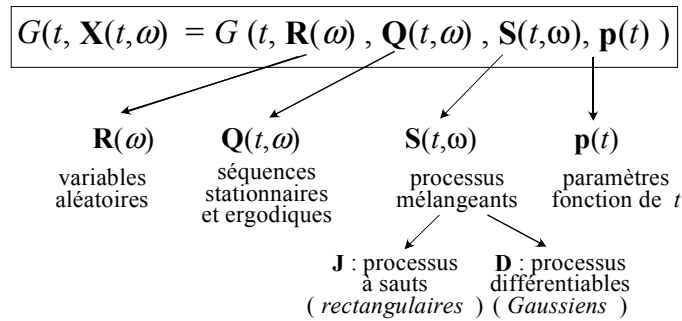 G(t, X(t,ω) = G (t, R(ω) , Q(t,ω) , S(t,ω), p(t) )
R(ω) Q(t,ω) S(t,ω) p(t)
variables
aléatoires
séquences
stationnaires
et ergodiques
processus
mélangeants
paramètres
fonction de t
J : processus
à sauts
( rectangulaires )
D : processus
différentiables
( Gaussiens )